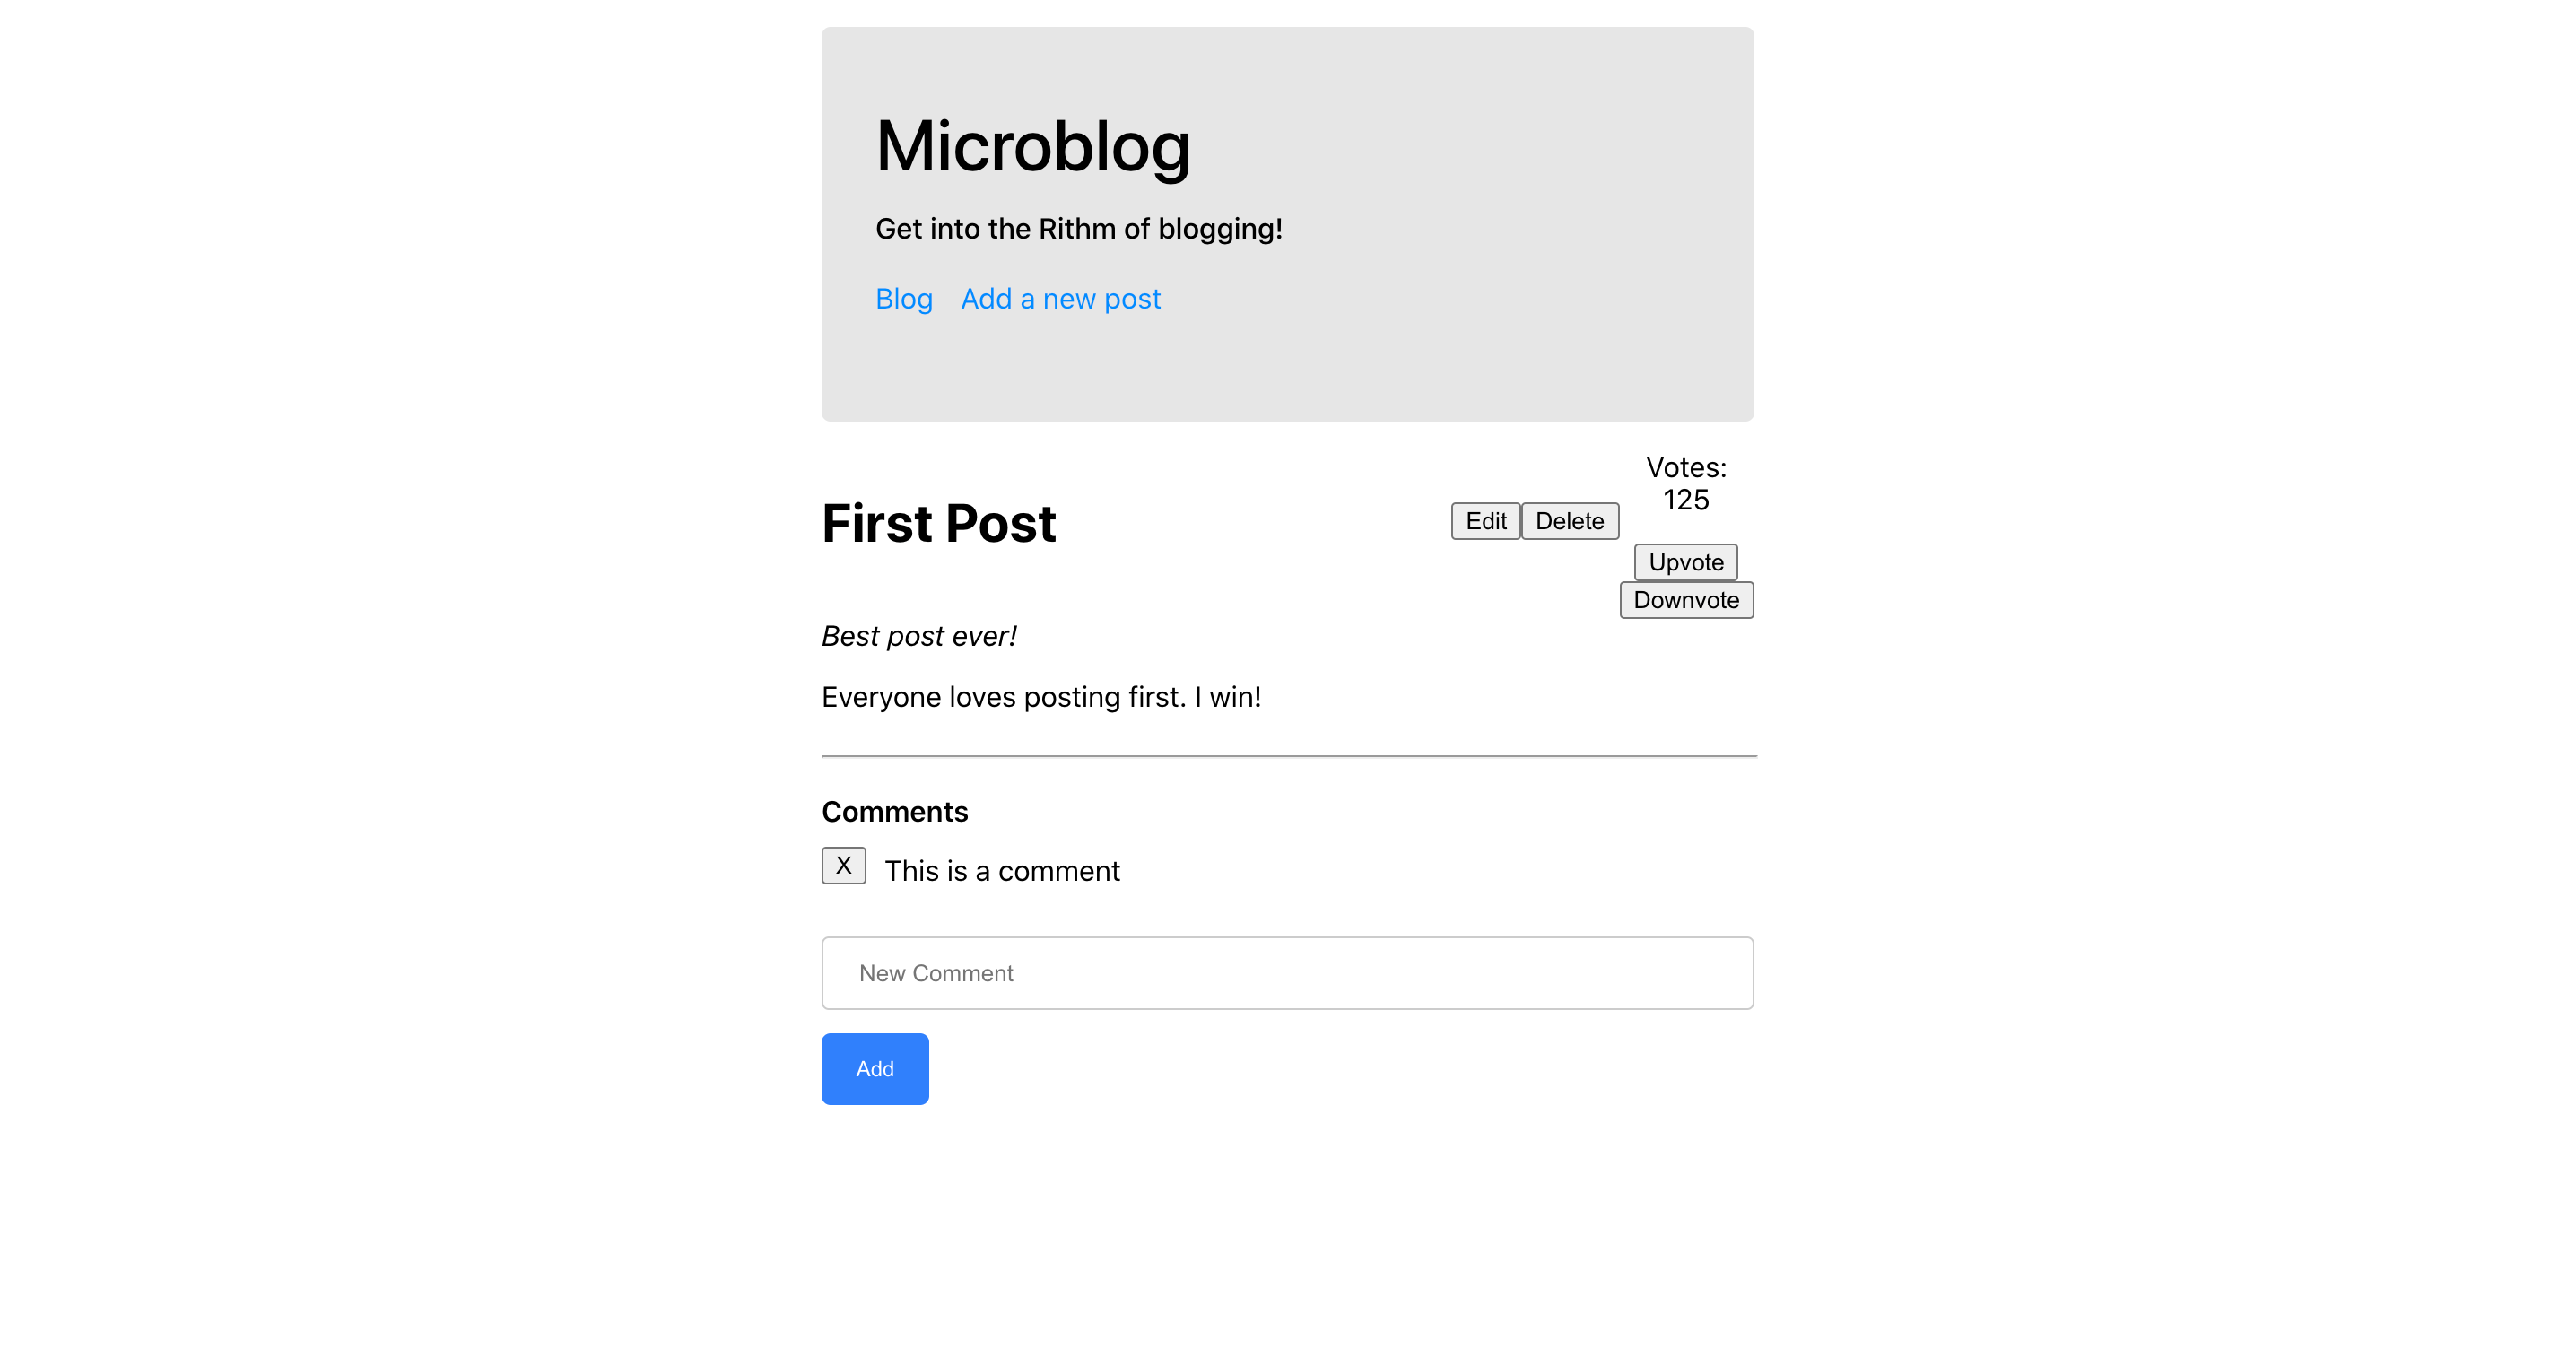 Microblog
Get into the Rithm of blogging!
Blog Add a new post
Votes:
125
First Post
Edit Delete
Upvote
Downvote
Best post ever!
Everyone loves posting first. I win!
Comments
X This is a comment
New Comment
Add